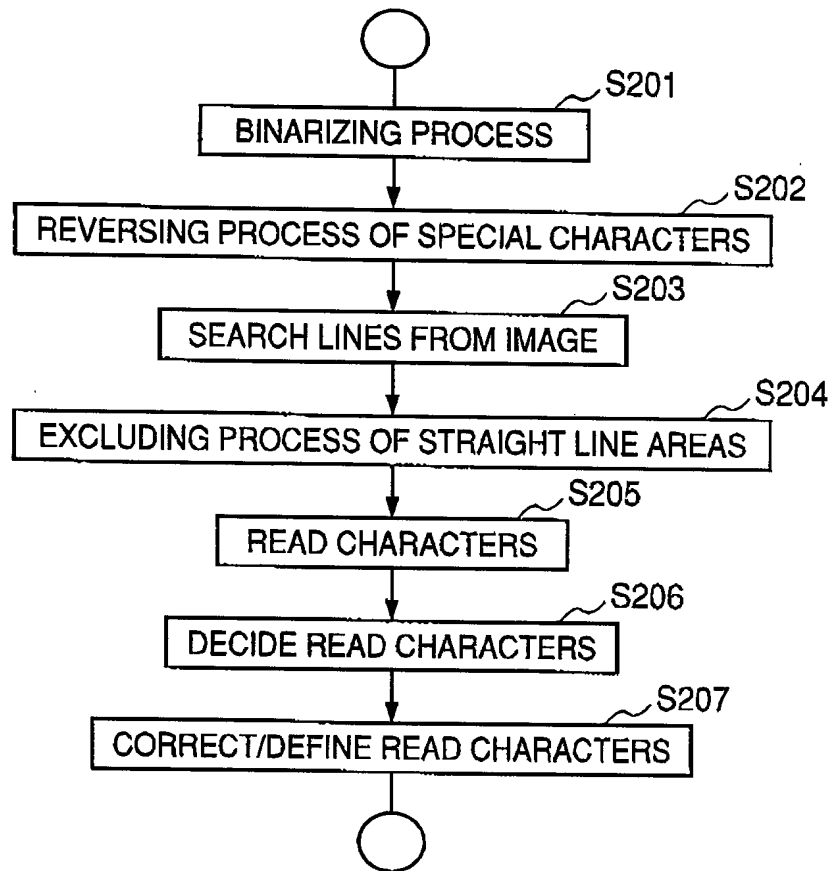 S201
BINARIZING PROCESS
S202
REVERSING PROCESS OF SPECIAL CHARACTERS
S203
SEARCH LINES FROM IMAGE
S204
EXCLUDING PROCESS OF STRAIGHT LINE AREAS
S205
READ CHARACTERS
S206
DECIDE READ CHARACTERS
S207
CORRECT/DEFINE READ CHARACTERS